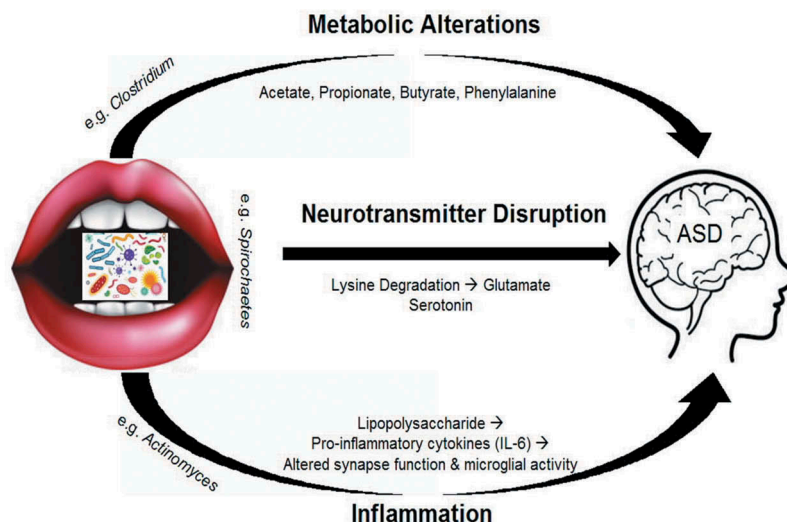 Metabolic Alterations
e.g. Clostridium
Acetate, Propionate, Butyrate, Phenylalanine
e.g. Spirochaetes
Neurotransmitter Disruption
ASD
Lysine Degradation → Glutamate
Serotonin
e.g. Actinomyces
Lipopolysaccharide →
Pro-inflammatory cytokines (IL-6) →
Altered synapse function & microglial activity
Inflammation